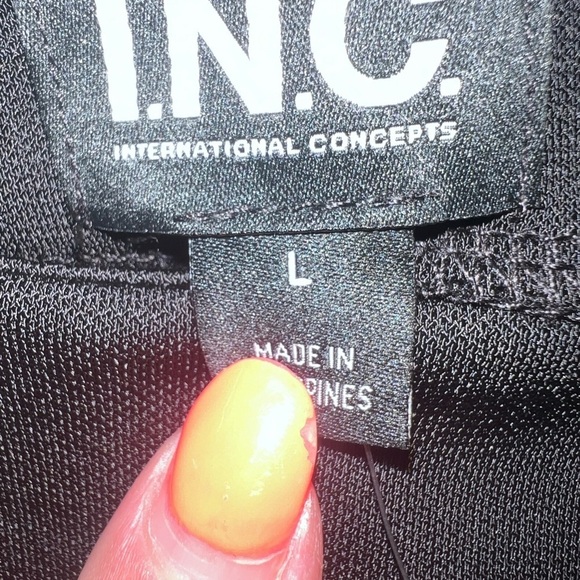 I.N.C.
INTERNATIONAL CONCEPTS
L
MADE IN
PINES